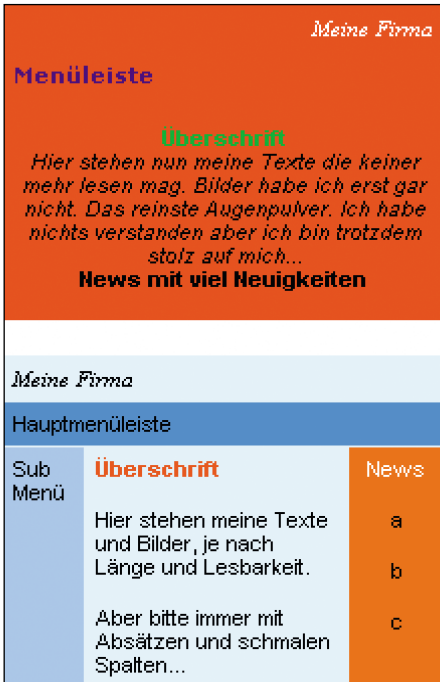 Meine Firma
Menüleiste
Überschrift
Hier stehen nun meine Texte die keiner
mehr lesen mag. Bilder habe ich erst gar
nicht. Das reinste Augenpulver. Ich habe
nichts verstanden aber ich bin trotzdem
stolz auf mich...
News mit viel Neuigkeiten
Meine Firma
Hauptmenüleiste
Sub
Menü
Überschrift
Hier stehen meine Texte
und Bilder, je nach
Länge und Lesbarkeit.
Aber bitte immer mit
Absätzen und schmalen
Spalten...
News
a
b
c